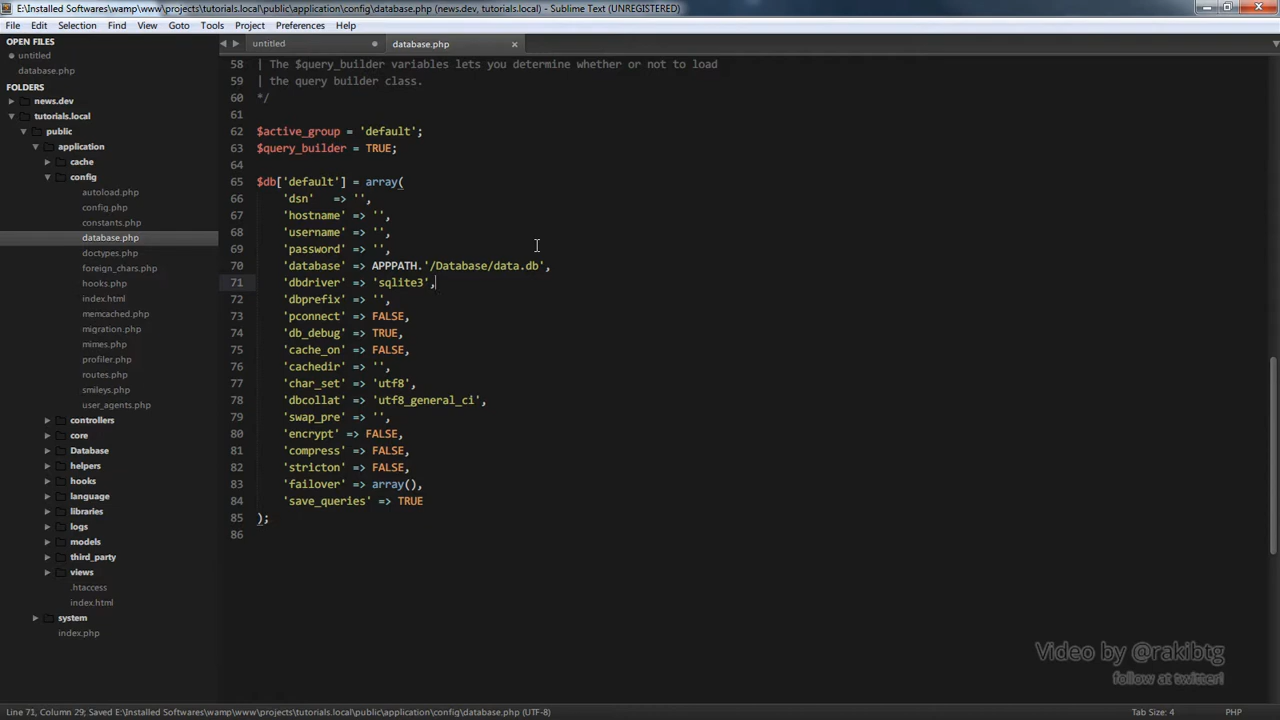 E:\Installed Softwares\wamp\www\projects\tutorials.local\public\application\config\database.php (news.dev, tutorials.local) - Sublime Text (UNREGISTERED)
File Edit Selection Find View Goto Tools Project Preferences Help
OPEN FILES
untitled
database.php
FOLDERS
news.dev
tutorials.local
public
application
cache
config
autoload.php
config.php
constants.php
database.php
doctypes.php
foreign_chars.php
hooks.php
index.html
memcached.php
migration.php
mimes.php
profiler.php
routes.php
smileys.php
user_agents.php
controllers
core
Database
helpers
hooks
language
libraries
logs
models
third_party
views
.htaccess
index.html
system
index.php
untitled database.php
58 | The $query_builder variables lets you determine whether or not to load
59 | the query builder class.
60 */
61
62 $active_group = 'default';
63 $query_builder = TRUE;
64
65 $db['default'] = array(
66 'dsn' => '',
67 'hostname' => '',
68 'username' => '',
69 'password' => '',
70 'database' => APPPATH.'/Database/data.db',
71 'dbdriver' => 'sqlite3',
72 'dbprefix' => '',
73 'pconnect' => FALSE,
74 'db_debug' => TRUE,
75 'cache_on' => FALSE,
76 'cachedir' => '',
77 'char_set' => 'utf8',
78 'dbcollat' => 'utf8_general_ci',
79 'swap_pre' => '',
80 'encrypt' => FALSE,
81 'compress' => FALSE,
82 'stricton' => FALSE,
83 'failover' => array(),
84 'save_queries' => TRUE
85 );
86
Video by @rakibtg
follow at twitter!
Line 71, Column 29; Saved E:\Installed Softwares\wamp\www\projects\tutorials.local\public\application\config\database.php (UTF-8) Tab Size: 4 PHP